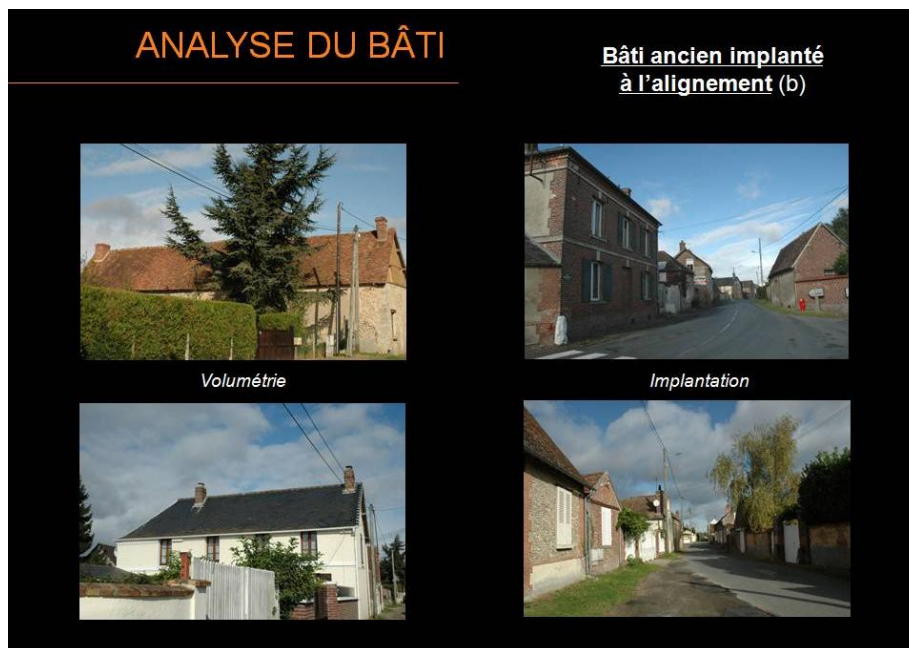 ANALYSE DU BÂTI
Bâti ancien implanté
à l'alignement (b)
Volumétrie
Implantation